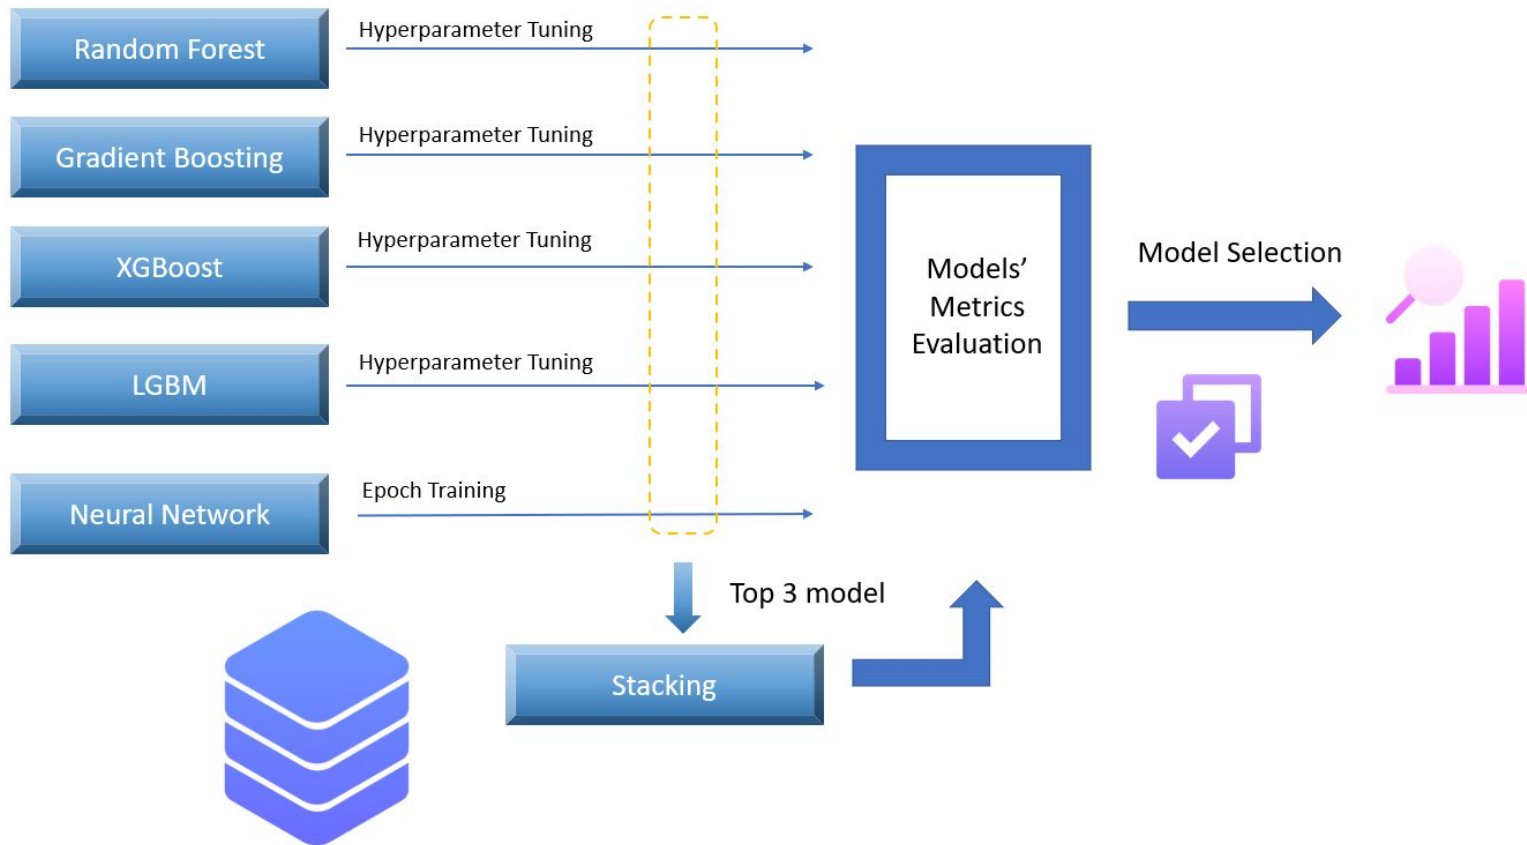 Random Forest
Hyperparameter Tuning
Gradient Boosting
Hyperparameter Tuning
XGBoost
Hyperparameter Tuning
LGBM
Hyperparameter Tuning
Neural Network
Epoch Training
Models’
Metrics
Evaluation
Model Selection
Top 3 model
Stacking